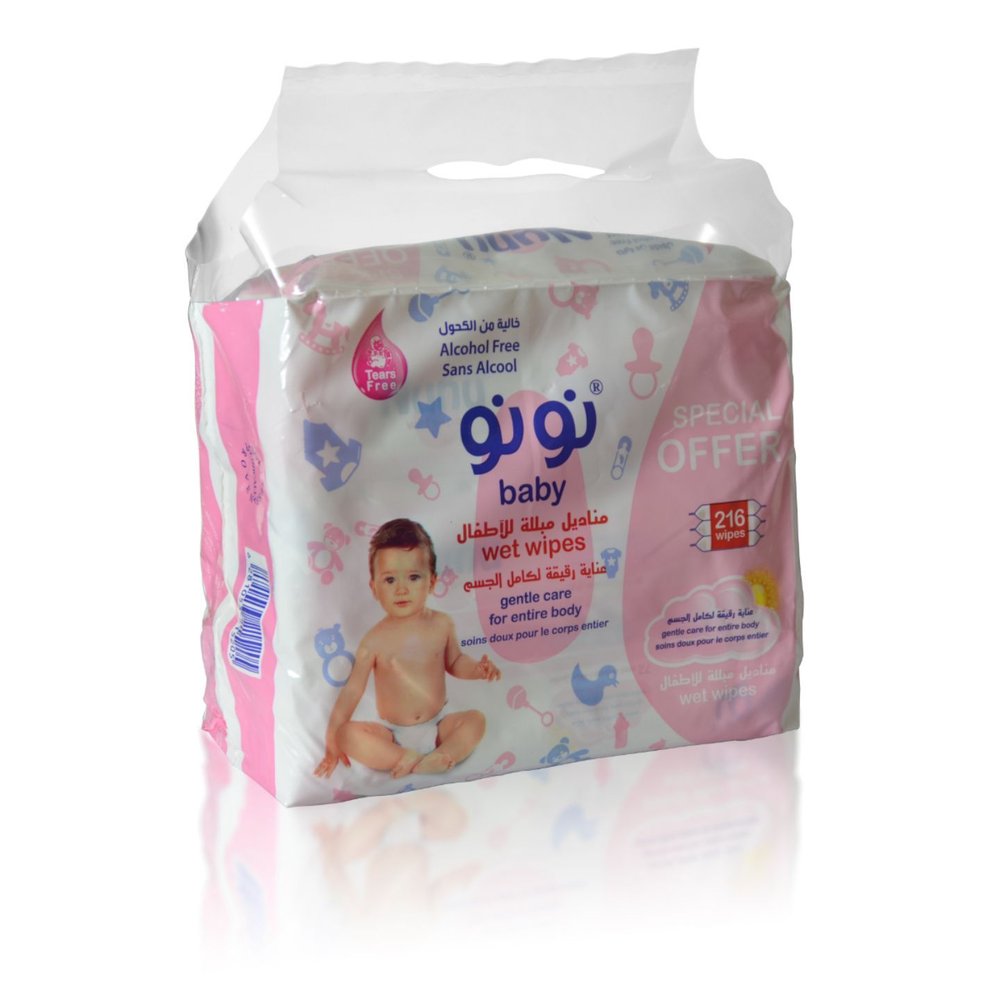 خالية من الكحول
Alcohol Free
Sans Alcool
Tears
Free
نونو®
baby
مناديل مبللة للأطفال
wet wipes
عناية رقيقة لكامل الجسم
gentle care
for entire body
soins doux pour le corps entier
SPECIAL
OFFER
216
wipes
عناية رقيقة لكامل الجسم
gentle care for entire body
soins doux pour le corps entier
مناديل مبللة للأطفال
wet wipes